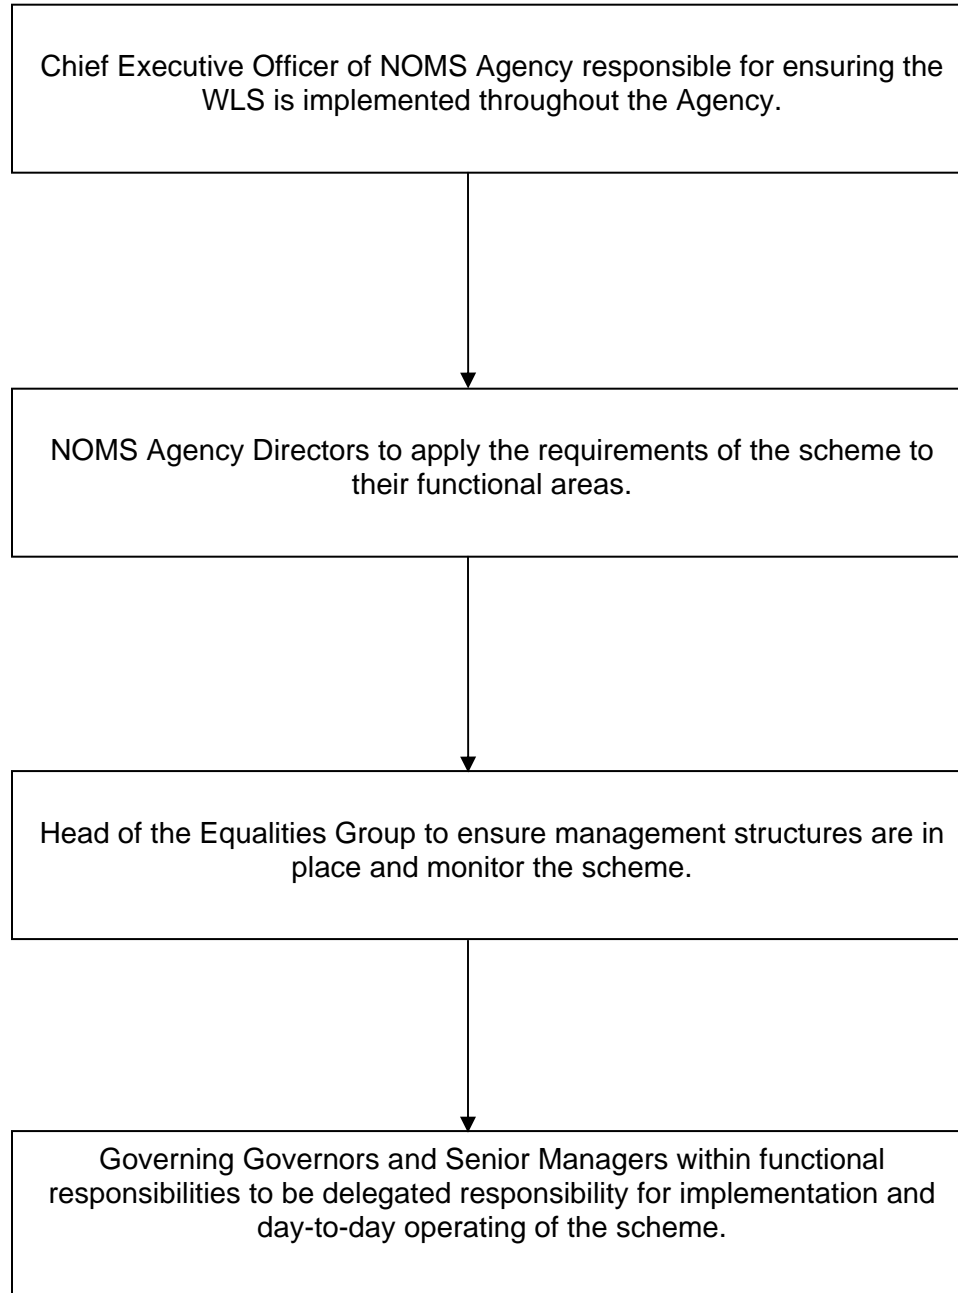 Chief Executive Officer of NOMS Agency responsible for ensuring the
WLS is implemented throughout the Agency.
NOMS Agency Directors to apply the requirements of the scheme to
their functional areas.
Head of the Equalities Group to ensure management structures are in
place and monitor the scheme.
Governing Governors and Senior Managers within functional
responsibilities to be delegated responsibility for implementation and
day-to-day operating of the scheme.